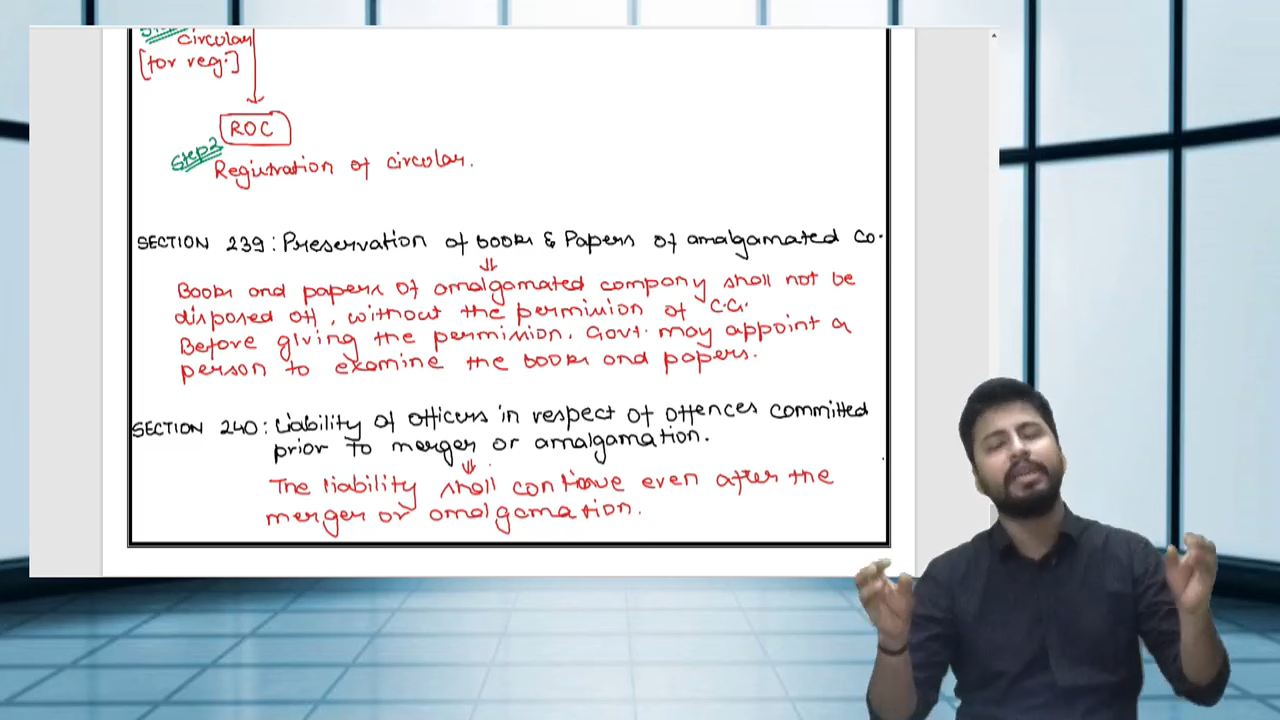 circular
[for reg:]
ROC
Step2
Registration of circular.
SECTION 239: Preservation of books & Papers of amalgamated co.
Books and papers of amalgamated company shall not be
disposed off, without the permission of C.G.
Before giving the permission. Govt. may appoint a
person to examine the books and papers.
SECTION 240: Liability of officers in respect of offences committed
prior to merger or amalgamation.
The liability shall continue even after the
merger or amalgamation.